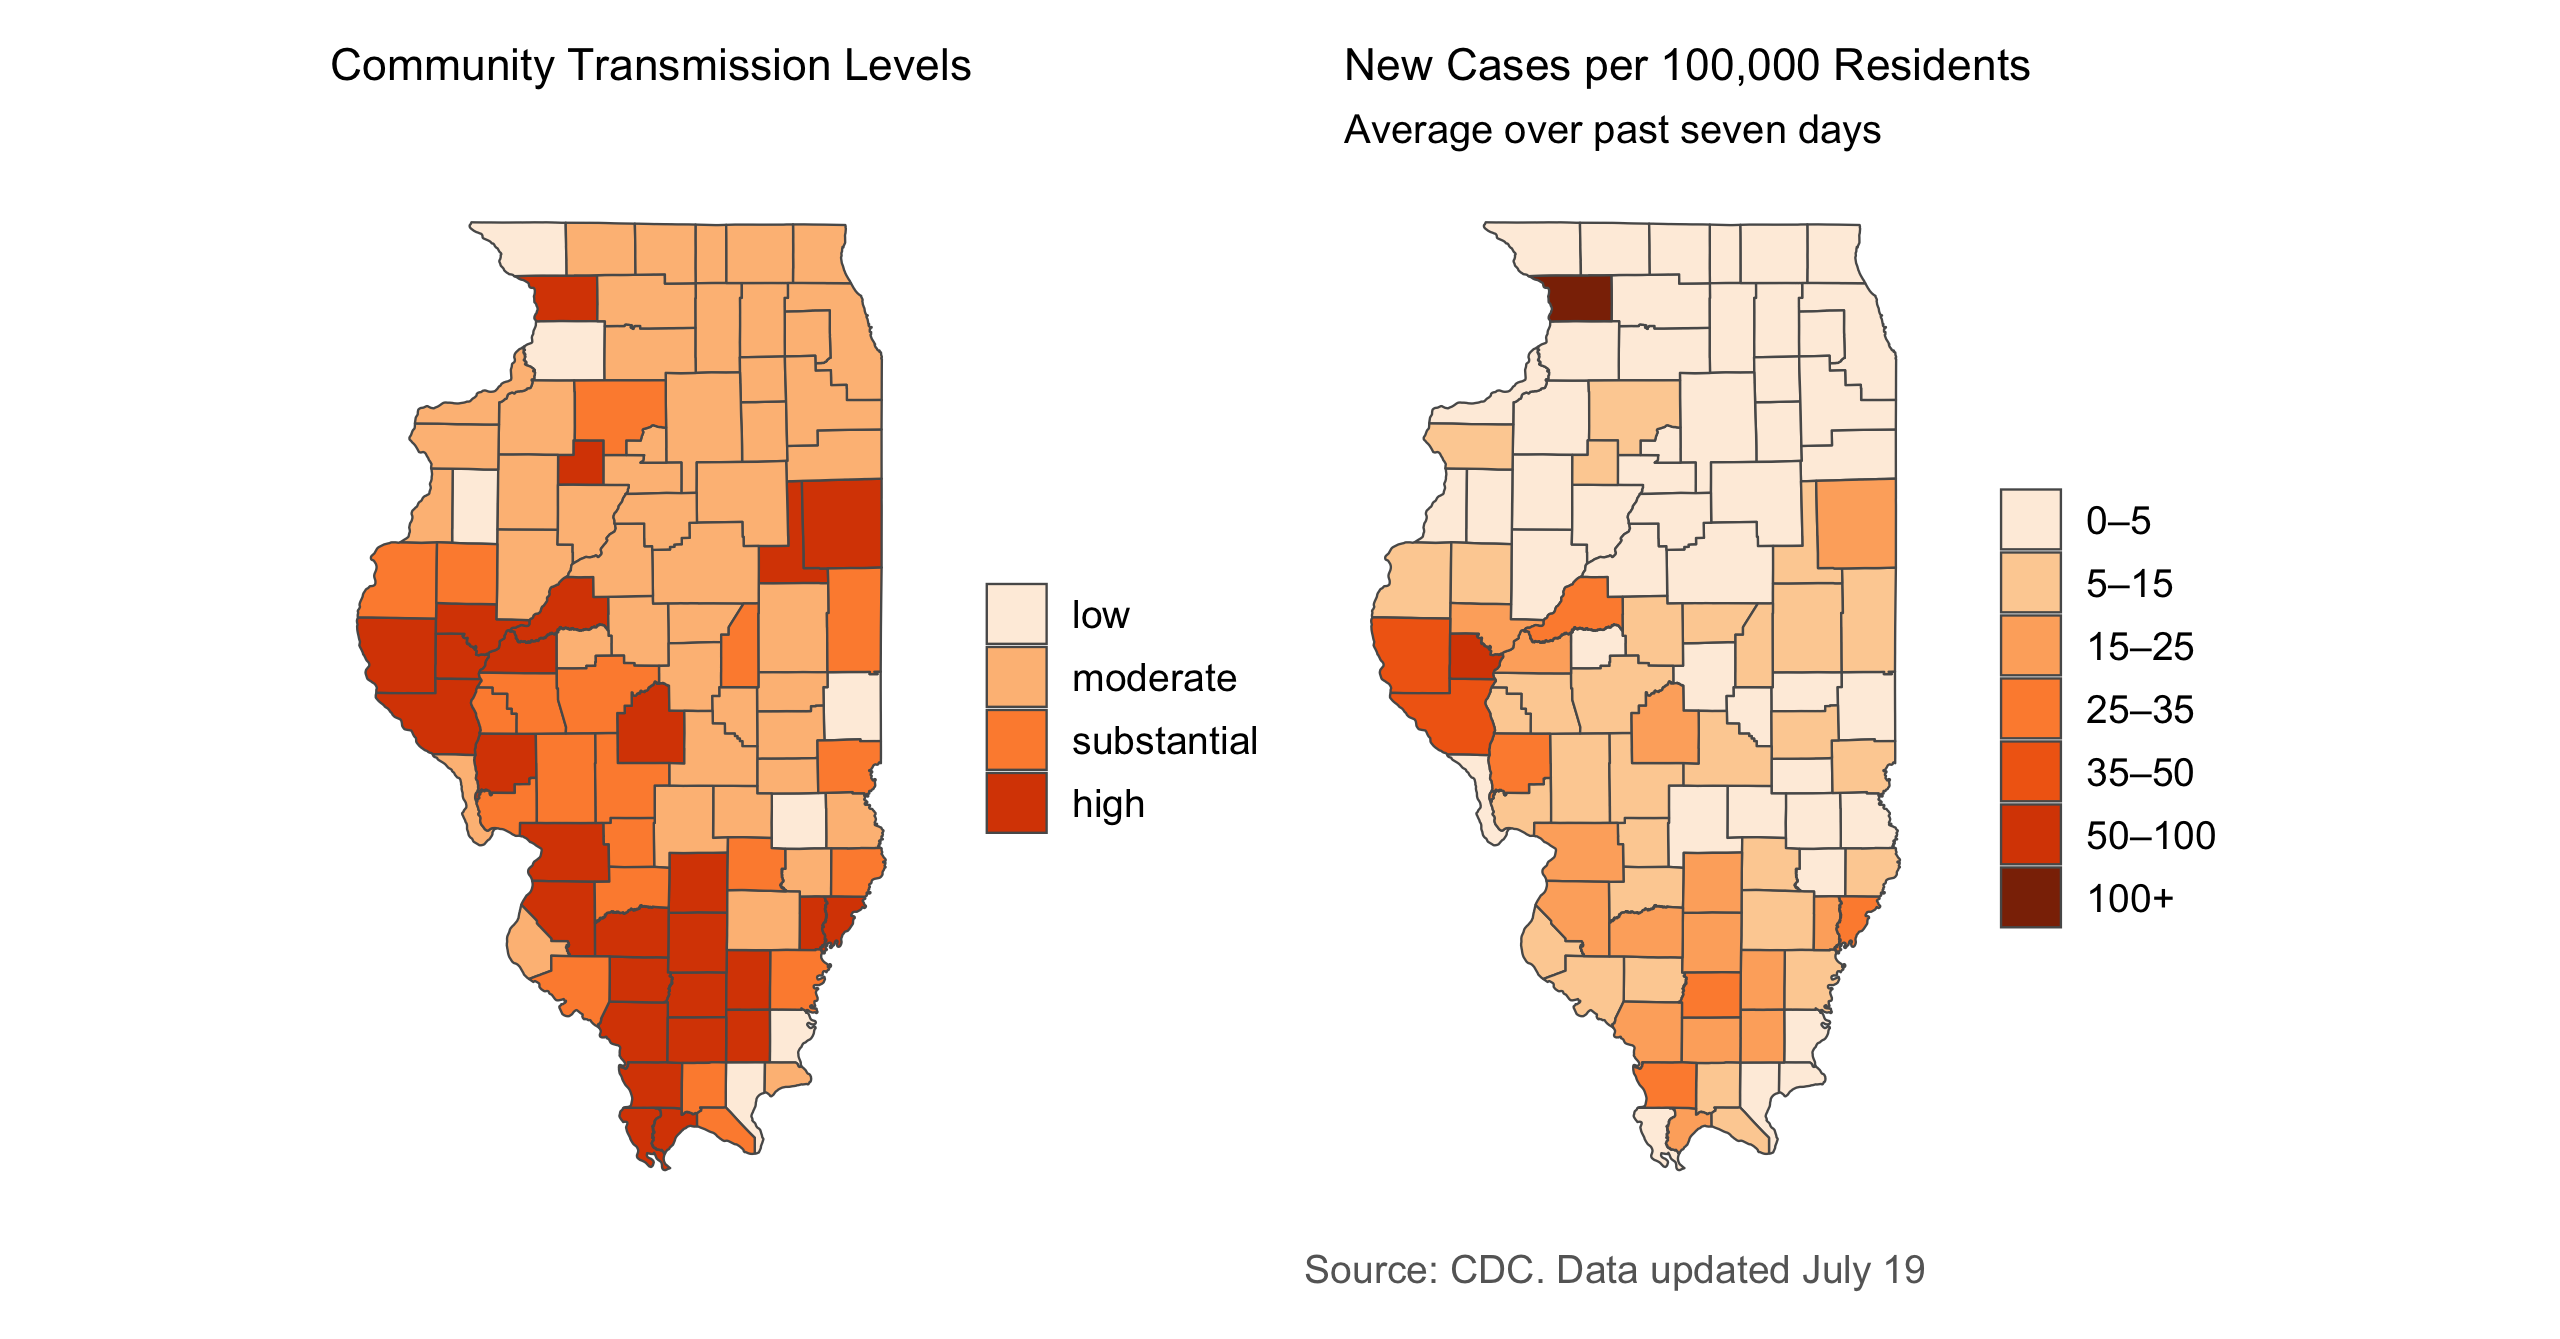 Community Transmission Levels
New Cases per 100,000 Residents
Average over past seven days
low
moderate
substantial
high
0–5
5–15
15–25
25–35
35–50
50–100
100+
Source: CDC. Data updated July 19